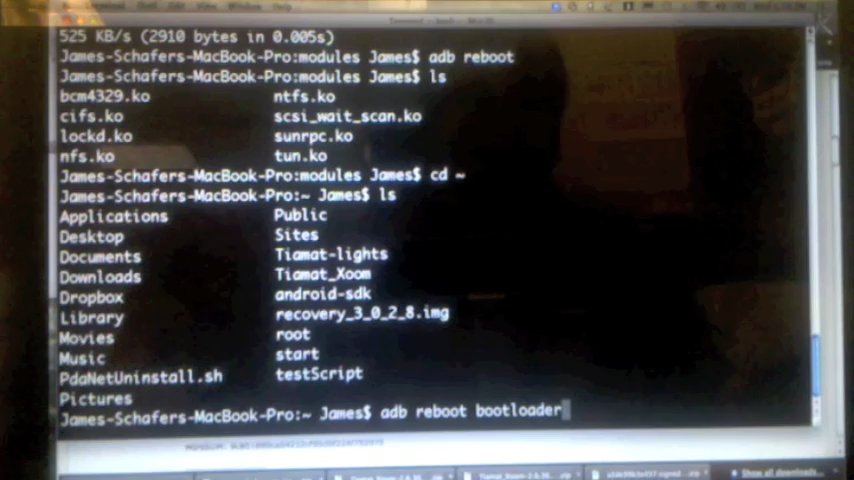 525 KB/s (2910 bytes in 0.005s)
James-Schafers-MacBook-Pro:modules James$ adb reboot
James-Schafers-MacBook-Pro:modules James$ ls
bcm4329.ko ntfs.ko
cifs.ko scsi_wait_scan.ko
lockd.ko sunrpc.ko
nfs.ko tun.ko
James-Schafers-MacBook-Pro:modules James$ cd ~
James-Schafers-MacBook-Pro:~ James$ ls
Applications Public
Desktop Sites
Documents Tiamat-lights
Downloads Tiamat_Xoom
Dropbox android-sdk
Library recovery_3_0_2_8.img
Movies root
Music start
PdaNetUninstall.sh testScript
Pictures
James-Schafers-MacBook-Pro:~ James$ adb reboot bootloader
Show all downloads...